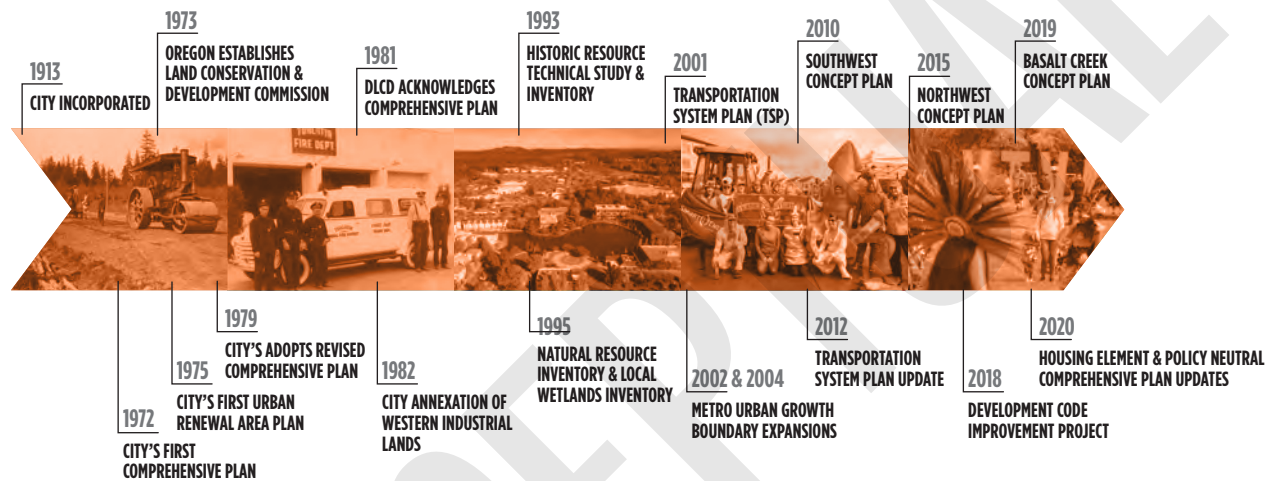 1913
CITY INCORPORATED
1973
OREGON ESTABLISHES
LAND CONSERVATION &
DEVELOPMENT COMMISSION
1981
DLCD ACKNOWLEDGES
COMPREHENSIVE PLAN
1993
HISTORIC RESOURCE
TECHNICAL STUDY &
INVENTORY
2001
TRANSPORTATION
SYSTEM PLAN (TSP)
2010
SOUTHWEST
CONCEPT PLAN
2015
NORTHWEST
CONCEPT PLAN
2019
BASALT CREEK
CONCEPT PLAN
TUALATIN
FIRE DEPT
1972
CITY'S FIRST
COMPREHENSIVE PLAN
1975
CITY'S FIRST URBAN
RENEWAL AREA PLAN
1979
CITY'S ADOPTS REVISED
COMPREHENSIVE PLAN
1982
CITY ANNEXATION OF
WESTERN INDUSTRIAL
LANDS
1995
NATURAL RESOURCE
INVENTORY & LOCAL
WETLANDS INVENTORY
2002 & 2004
METRO URBAN GROWTH
BOUNDARY EXPANSIONS
2012
TRANSPORTATION
SYSTEM PLAN UPDATE
2018
DEVELOPMENT CODE
IMPROVEMENT PROJECT
2020
HOUSING ELEMENT & POLICY NEUTRAL
COMPREHENSIVE PLAN UPDATES